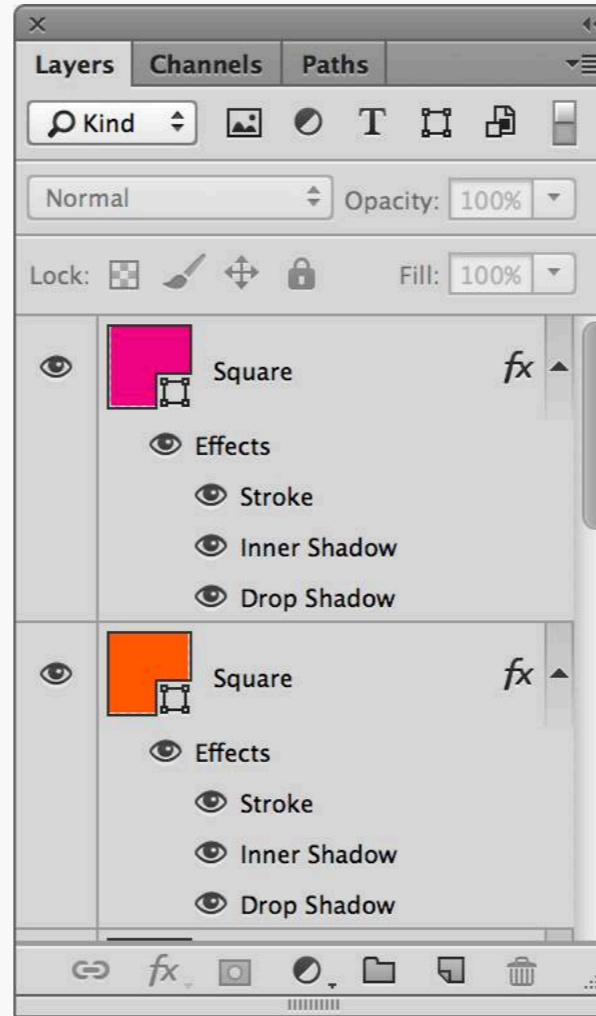 Layers Channels Paths
Kind T
Normal Opacity: 100%
Lock: Fill: 100%
Square fx
Effects
Stroke
Inner Shadow
Drop Shadow
Square fx
Effects
Stroke
Inner Shadow
Drop Shadow
fx